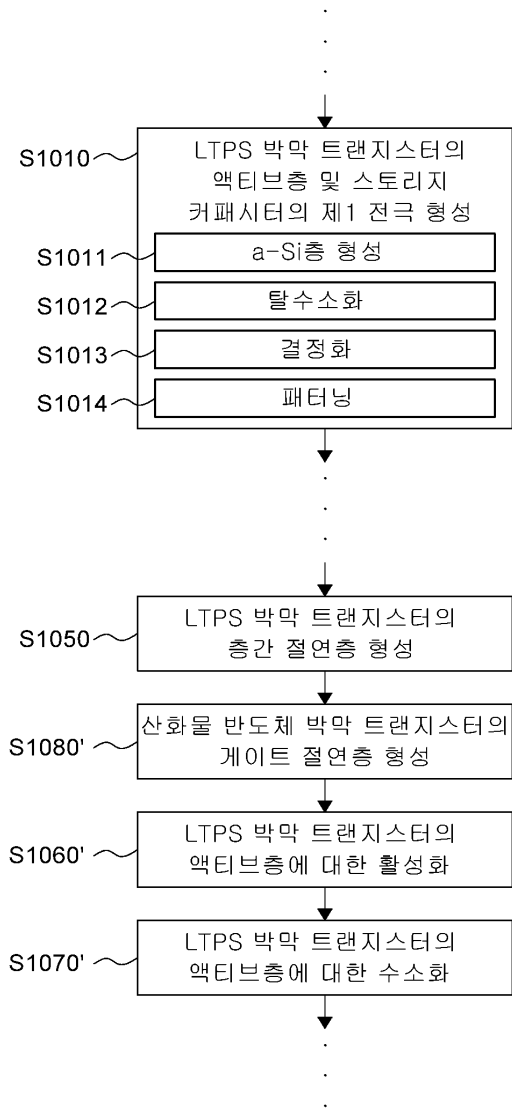 S1010
LTPS 박막 트랜지스터의
액티브층 및 스토리지
커패시터의 제1 전극 형성
S1011
a-Si층 형성
S1012
탈수소화
S1013
결정화
S1014
패터닝
S1050
LTPS 박막 트랜지스터의
층간 절연층 형성
S1080'
산화물 반도체 박막 트랜지스터의
게이트 절연층 형성
S1060'
LTPS 박막 트랜지스터의
액티브층에 대한 활성화
S1070'
LTPS 박막 트랜지스터의
액티브층에 대한 수소화